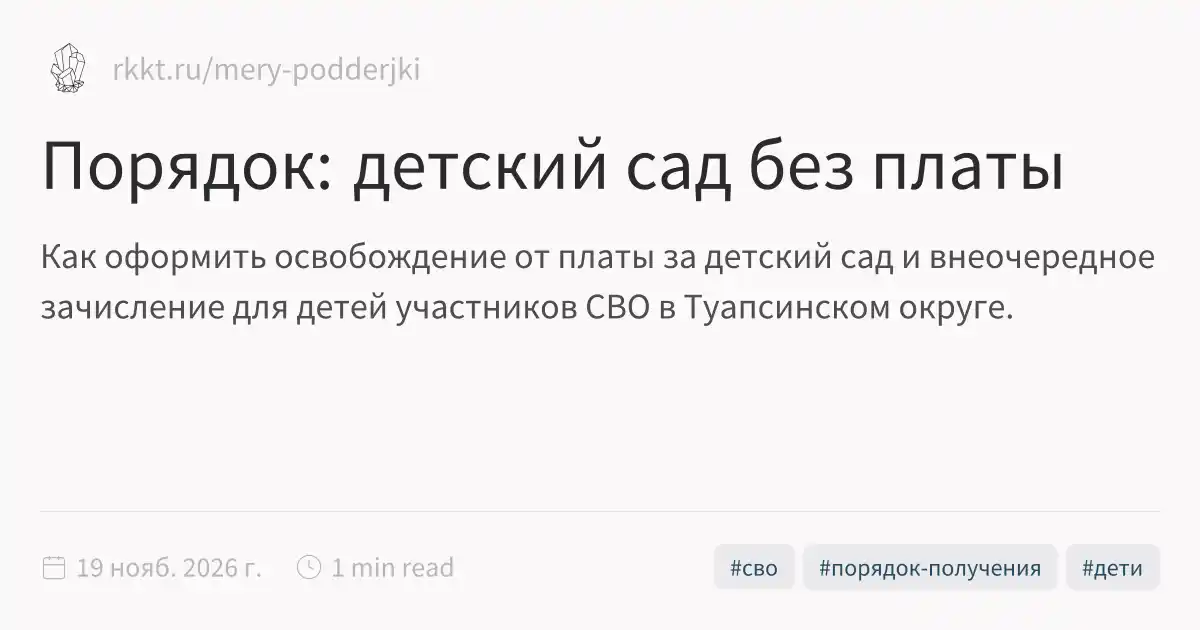 rkkt.ru/mery-podderjki
Порядок: детский сад без платы
Как оформить освобождение от платы за детский сад и внеочередное
зачисление для детей участников СВО в Туапсинском округе.
19 нояб. 2026 г. 1 min read #сво #порядок-получения #дети